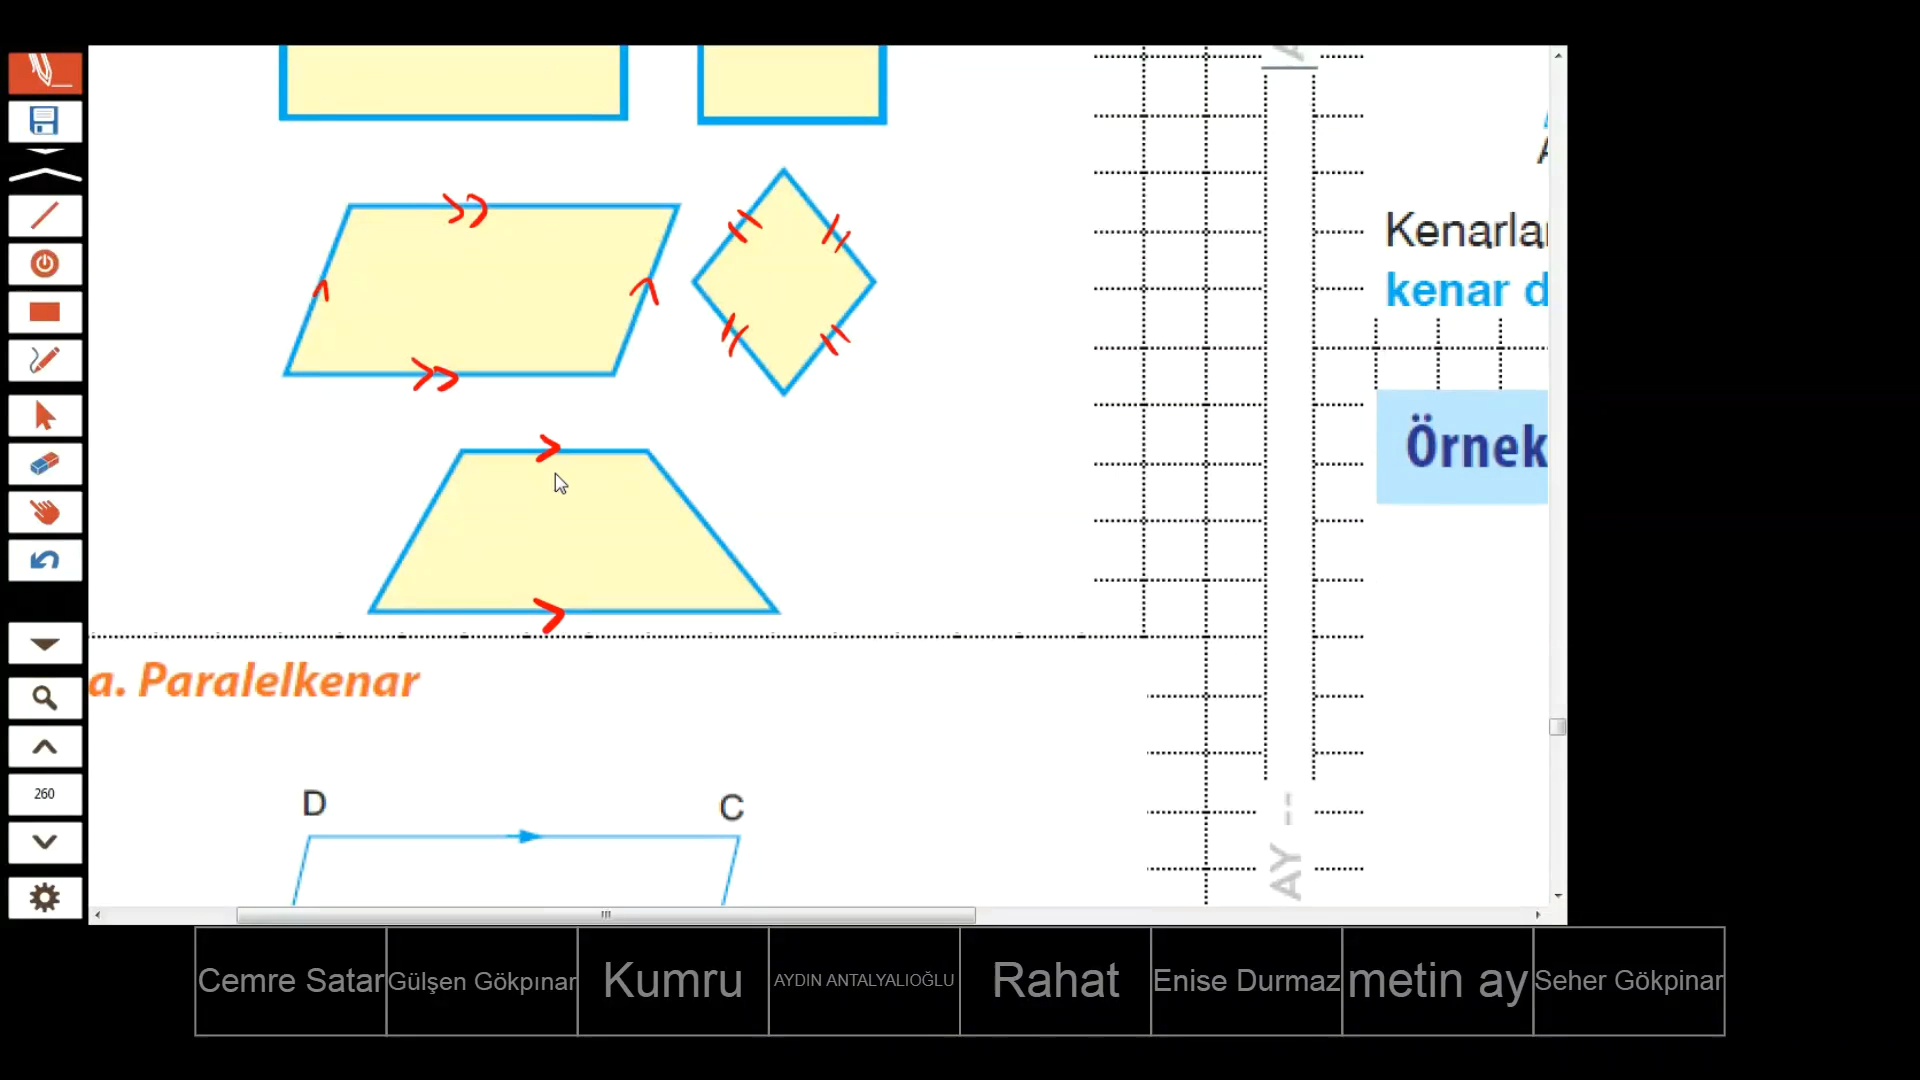 Kenarla
kenar d
Örnek
a. Paralelkenar
D
C
260
AY --
Cemre Satar
Gülşen Gökpınar
Kumru
AYDIN ANTALYALIOĞLU
Rahat
Enise Durmaz
metin ay
Seher Gökpinar